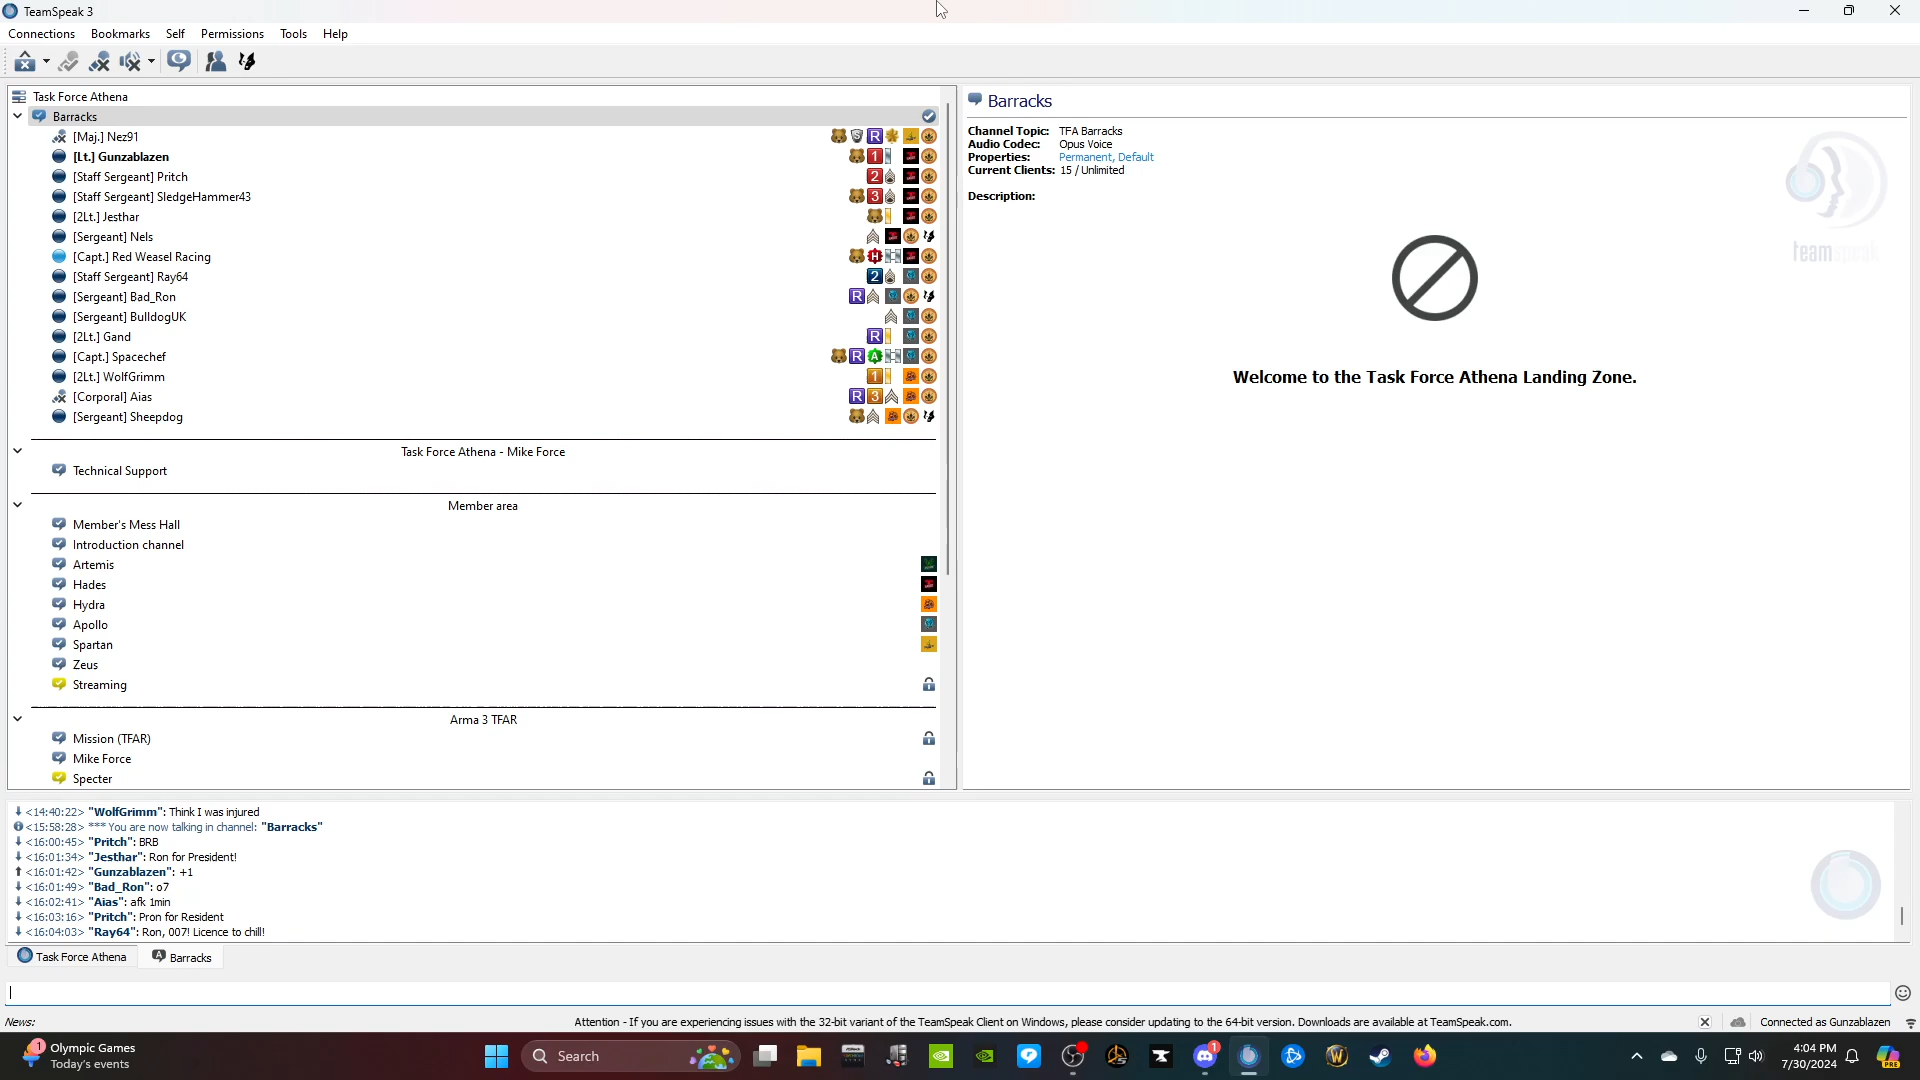 TeamSpeak 3
Connections Bookmarks Self Permissions Tools Help
Task Force Athena
Barracks
[Maj.] Nez91
[Lt.] Gunzablazen
[Staff Sergeant] Pritch
[Staff Sergeant] SledgeHammer43
[2Lt.] Jesthar
[Sergeant] Nels
[Capt.] Red Weasel Racing
[Staff Sergeant] Ray64
[Sergeant] Bad_Ron
[Sergeant] BulldogUK
[2Lt.] Gand
[Capt.] Spacechef
[2Lt.] WolfGrimm
[Corporal] Aias
[Sergeant] Sheepdog
Task Force Athena - Mike Force
Technical Support
Member area
Member's Mess Hall
Introduction channel
Artemis
Hades
Hydra
Apollo
Spartan
Zeus
Streaming
Arma 3 TFAR
Mission (TFAR)
Mike Force
Specter
Barracks
Channel Topic: TFA Barracks
Audio Codec: Opus Voice
Properties: Permanent, Default
Current Clients: 15 / Unlimited
Description:
teamspeak
Welcome to the Task Force Athena Landing Zone.
<14:40:22> "WolfGrimm": Think I was injured
<15:58:28> *** You are now talking in channel: "Barracks"
<16:00:45> "Pritch": BRB
<16:01:34> "Jesthar": Ron for President!
<16:01:42> "Gunzablazen": +1
<16:01:49> "Bad_Ron": o7
<16:02:41> "Aias": afk 1min
<16:03:16> "Pritch": Pron for Resident
<16:04:03> "Ray64": Ron, 007! Licence to chill!
Task Force Athena Barracks
News: Attention - If you are experiencing issues with the 32-bit variant of the TeamSpeak Client on Windows, please consider updating to the 64-bit version. Downloads are available at TeamSpeak.com. Connected as Gunzablazen
1 Olympic Games
Today's events
Search
1
4:04 PM
7/30/2024
PRE